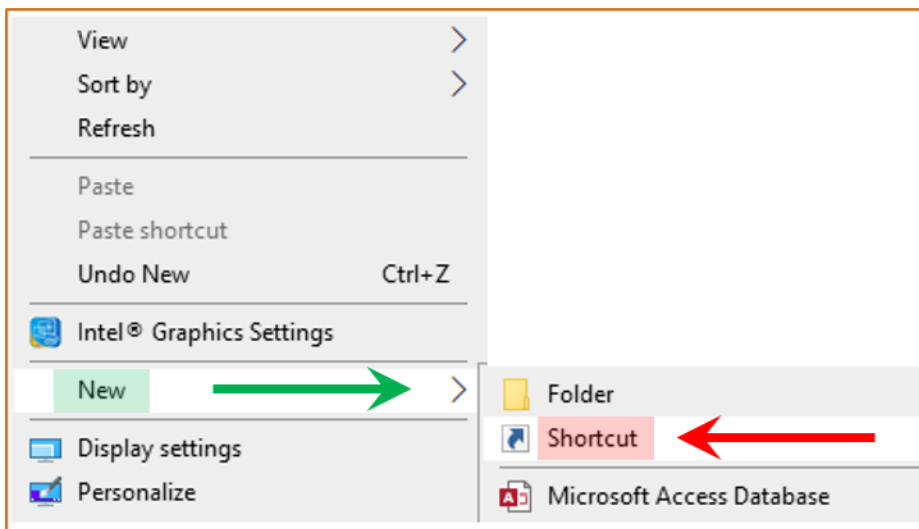 View
Sort by
Refresh
Paste
Paste shortcut
Undo New Ctrl+Z
Intel® Graphics Settings
New
Display settings
Personalize
Folder
Shortcut
Microsoft Access Database